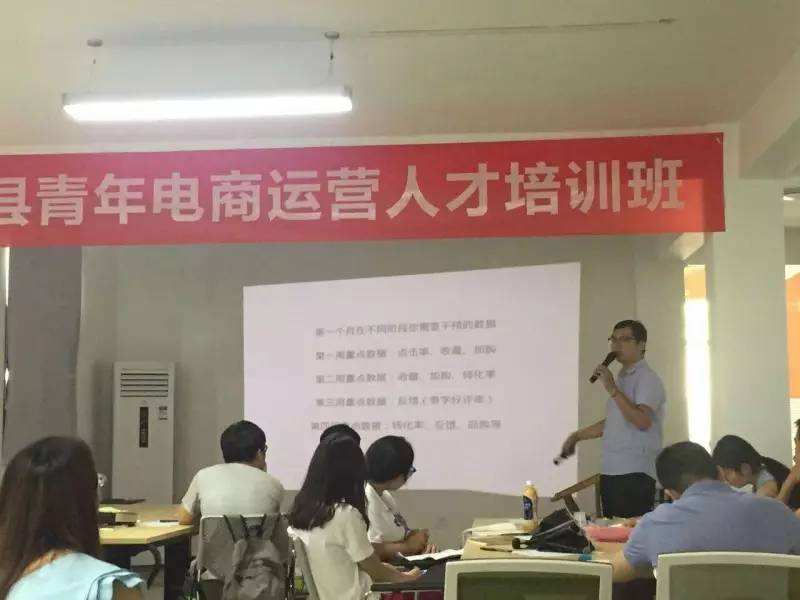 县青年电商运营人才培训班
第一个月在不同阶段你需要干预的数据
第一周重点数据 点击率、收藏、加购
第二周重点数据 收藏、加购、转化率
第三周重点数据 反馈(带字好评率)
第四周重点数据:转化率、反馈、回购等